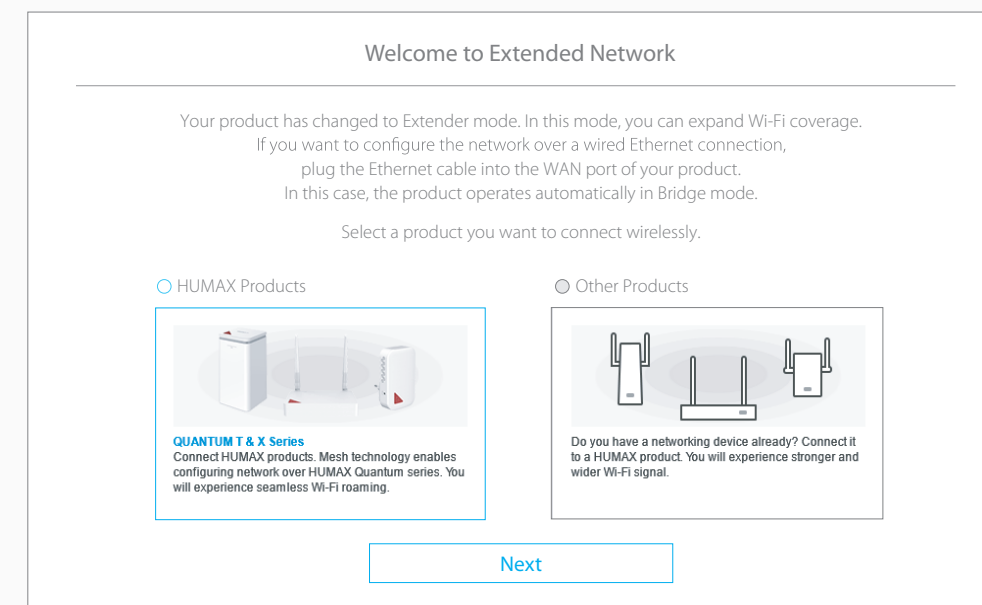 Welcome to Extended Network
Your product has changed to Extender mode. In this mode, you can expand Wi-Fi coverage.
If you want to configure the network over a wired Ethernet connection,
plug the Ethernet cable into the WAN port of your product.
In this case, the product operates automatically in Bridge mode.
Select a product you want to connect wirelessly.
HUMAX Products
QUANTUM T & X Series
Connect HUMAX products. Mesh technology enables
configuring network over HUMAX Quantum series. You
will experience seamless Wi-Fi roaming.
Other Products
Do you have a networking device already? Connect it
to a HUMAX product. You will experience stronger and
wider Wi-Fi signal.
Next